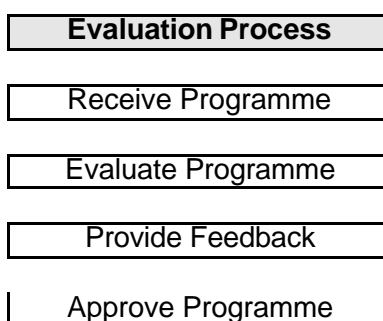 Evaluation Process
Receive Programme
Evaluate Programme
Provide Feedback
Approve Programme